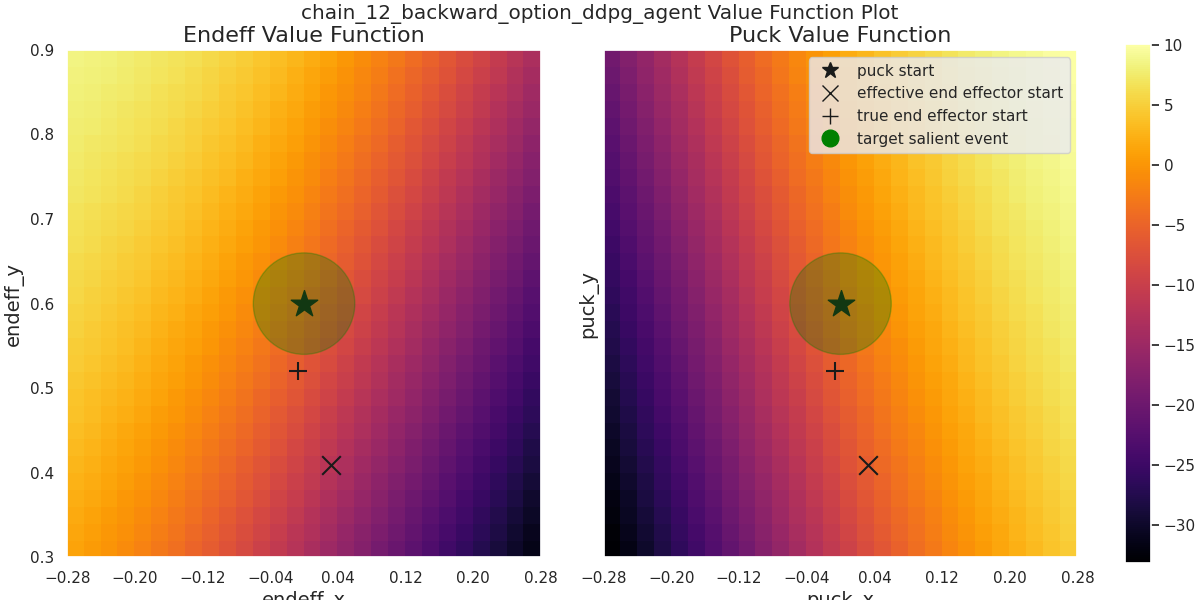 chain_12_backward_option_ddpg_agent Value Function Plot
Endeff Value Function
Puck Value Function
puck start
effective end effector start
true end effector start
target salient event
endeff_y
0.9
0.8
0.7
0.6
0.5
0.4
0.3
−0.28 −0.20 −0.12 −0.04 0.04 0.12 0.20 0.28
endeff_x
puck_y
−0.28 −0.20 −0.12 −0.04 0.04 0.12 0.20 0.28
puck_x
10
5
0
−5
−10
−15
−20
−25
−30